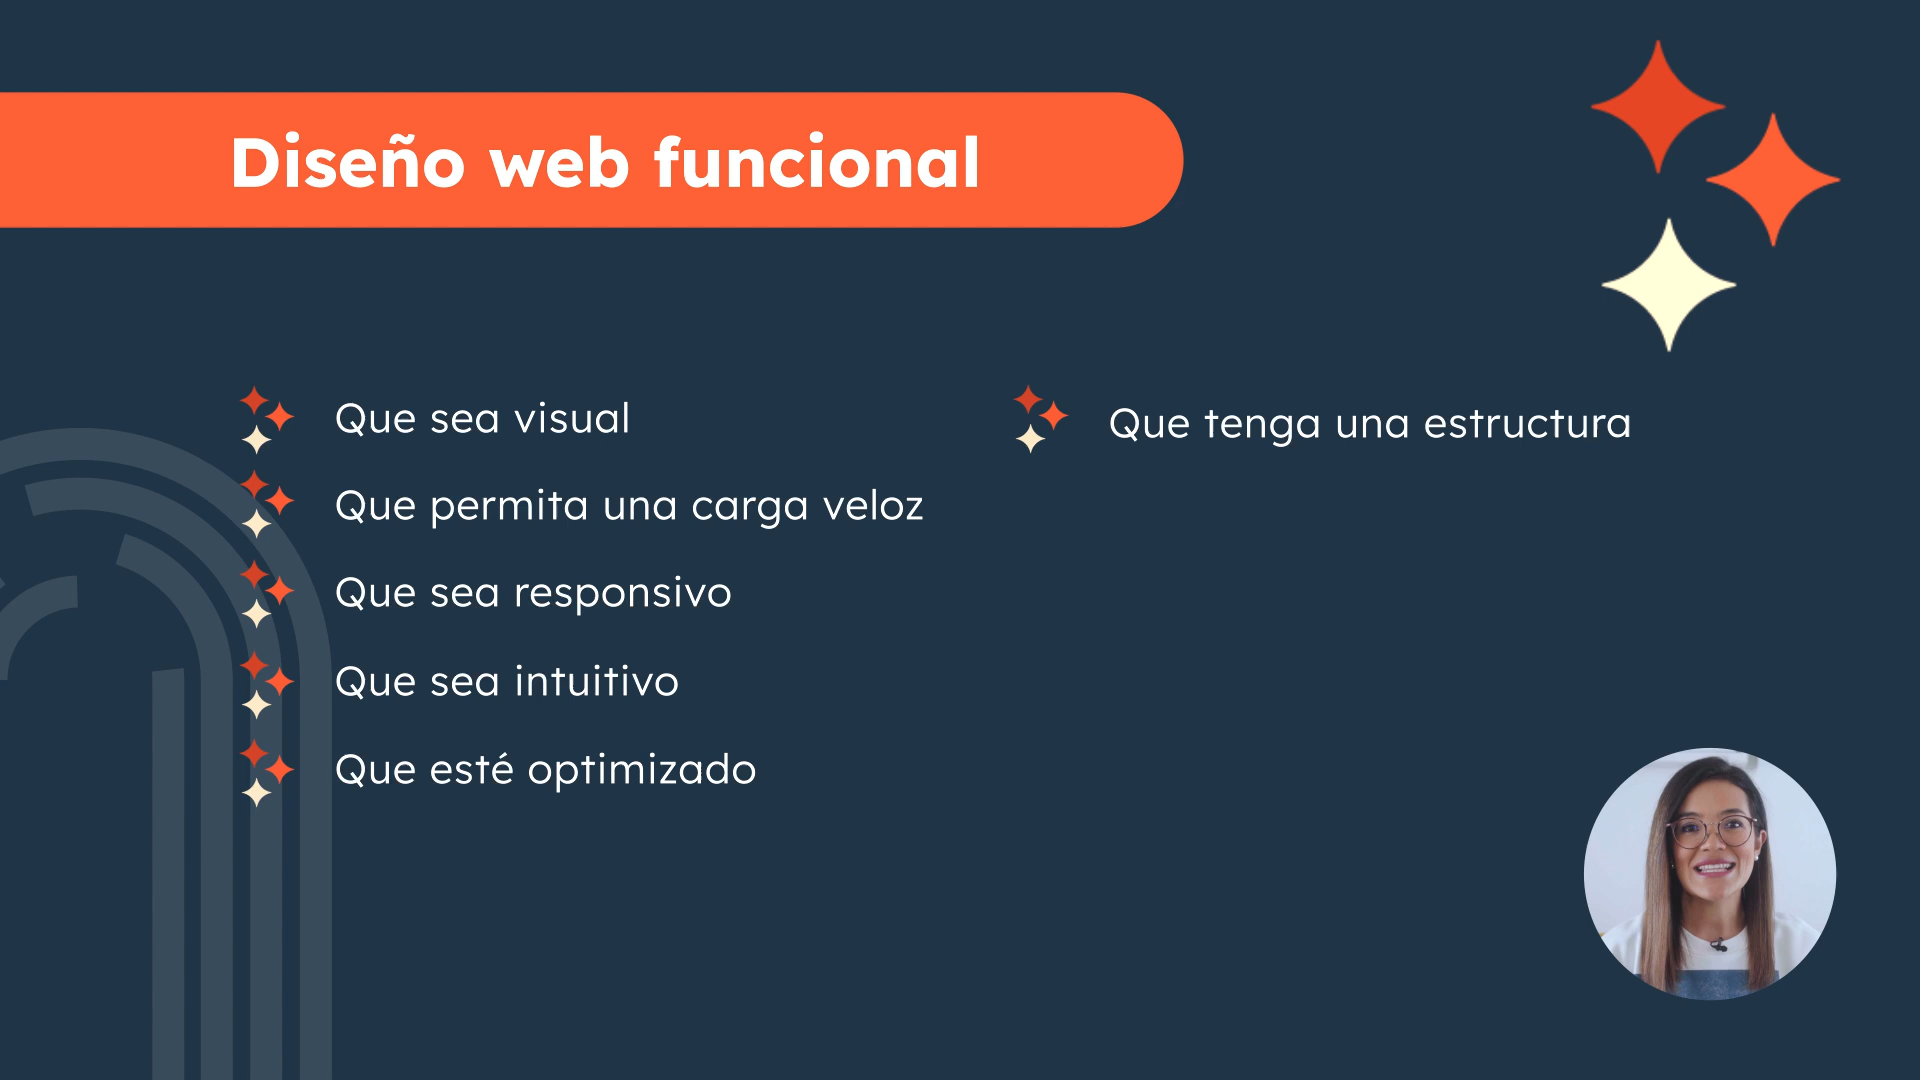 Diseño web funcional
Que sea visual
Que permita una carga veloz
Que sea responsivo
Que sea intuitivo
Que esté optimizado
Que tenga una estructura